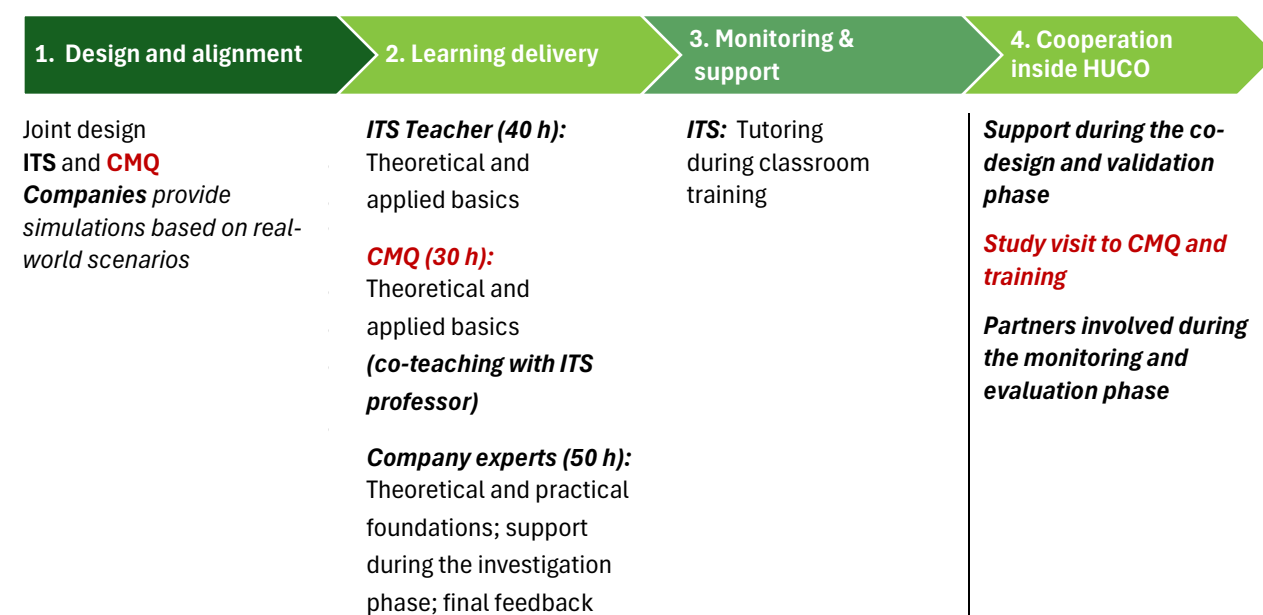 1. Design and alignment
2. Learning delivery
3. Monitoring &
support
4. Cooperation
inside HUCO
Joint design
ITS and CMQ
Companies provide
simulations based on real-
world scenarios
ITS Teacher (40 h):
Theoretical and
applied basics
CMQ (30 h):
Theoretical and
applied basics
(co-teaching with ITS
professor)
Company experts (50 h):
Theoretical and practical
foundations; support
during the investigation
phase; final feedback
ITS: Tutoring
during classroom
training
Support during the co-
design and validation
phase
Study visit to CMQ and
training
Partners involved during
the monitoring and
evaluation phase